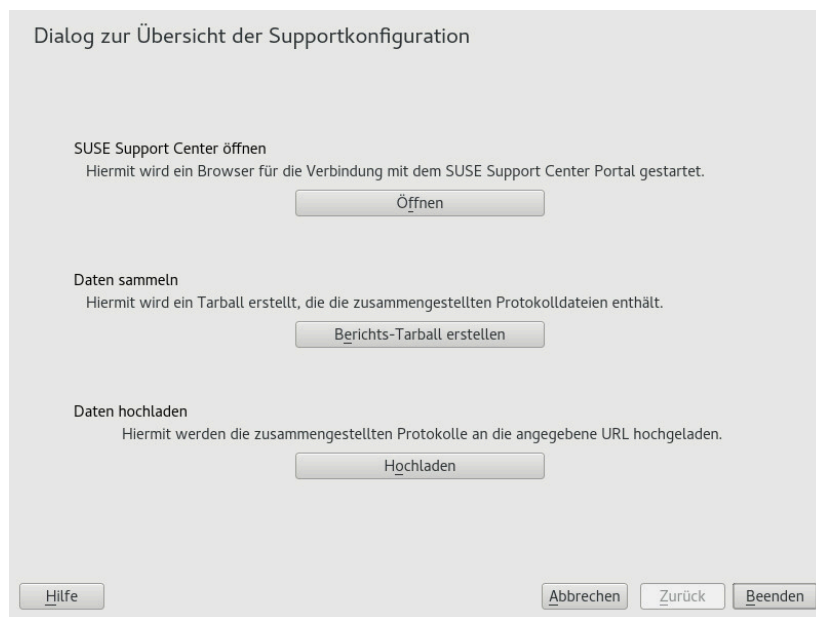 Dialog zur Übersicht der Supportkonfiguration
SUSE Support Center öffnen
Hiermit wird ein Browser für die Verbindung mit dem SUSE Support Center Portal gestartet.
Öffnen
Daten sammeln
Hiermit wird ein Tarball erstellt, die die zusammengestellten Protokolldateien enthält.
Berichts-Tarball erstellen
Daten hochladen
Hiermit werden die zusammengestellten Protokolle an die angegebene URL hochgeladen.
Hochladen
Hilfe Abbrechen Zurück Beenden